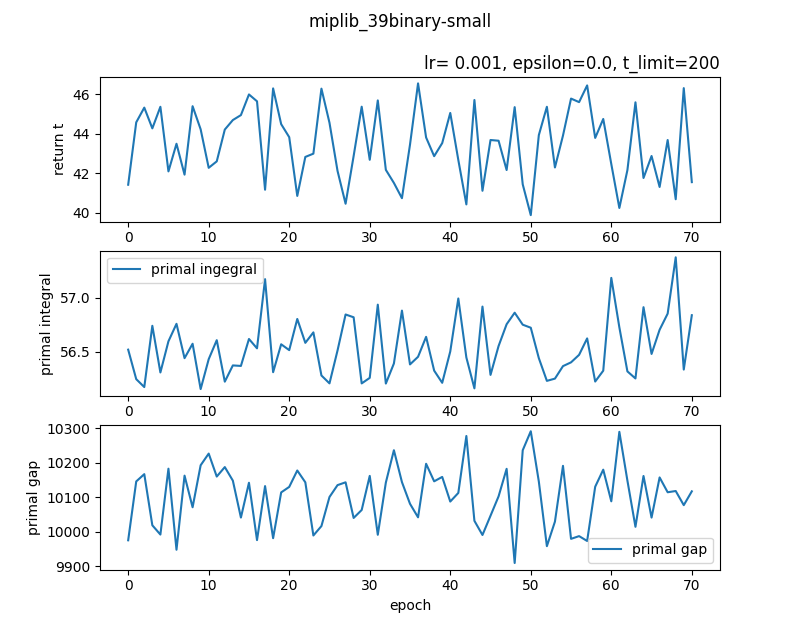 miplib_39binary-small
lr= 0.001, epsilon=0.0, t_limit=200
46
44
42
40
return t
0 10 20 30 40 50 60 70
primal ingegral
57.0
56.5
primal integral
0 10 20 30 40 50 60 70
10300
10200
10100
10000
9900
primal gap
primal gap
0 10 20 30 40 50 60 70
epoch